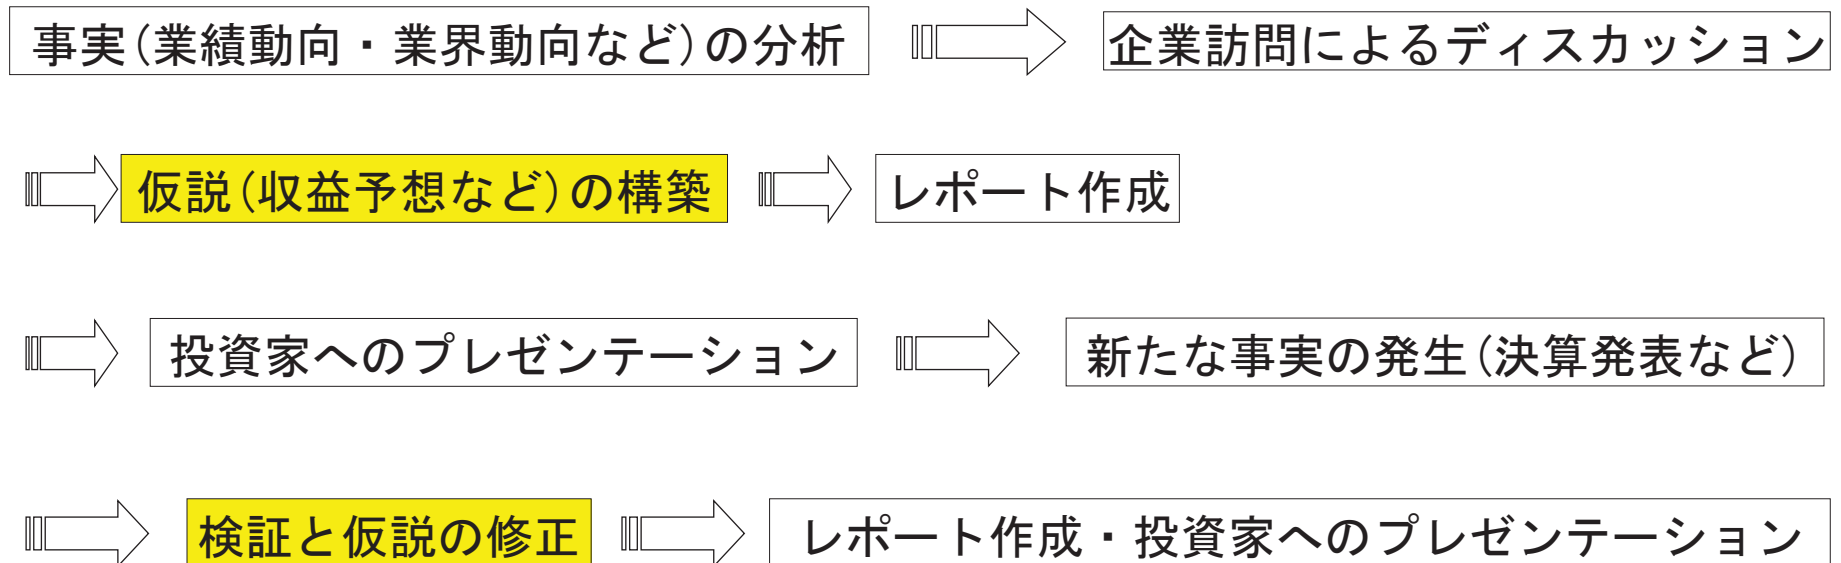 事実(業績動向・業界動向など)の分析
企業訪問によるディスカッション
仮説(収益予想など)の構築
レポート作成
投資家へのプレゼンテーション
新たな事実の発生(決算発表など)
検証と仮説の修正
レポート作成・投資家へのプレゼンテーション